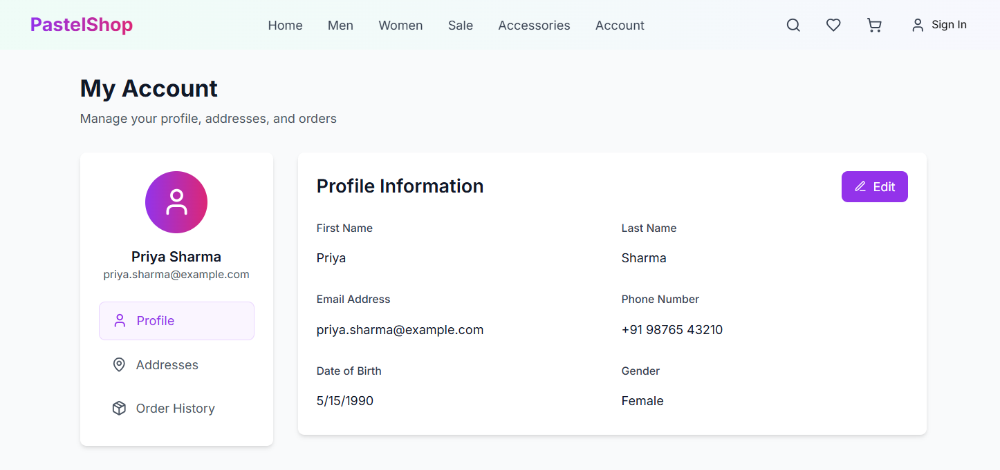 PastelShop Home Men Women Sale Accessories Account Sign In
My Account
Manage your profile, addresses, and orders
Priya Sharma
priya.sharma@example.com
Profile
Addresses
Order History
Profile Information Edit
First Name Last Name
Priya Sharma
Email Address Phone Number
priya.sharma@example.com +91 98765 43210
Date of Birth Gender
5/15/1990 Female